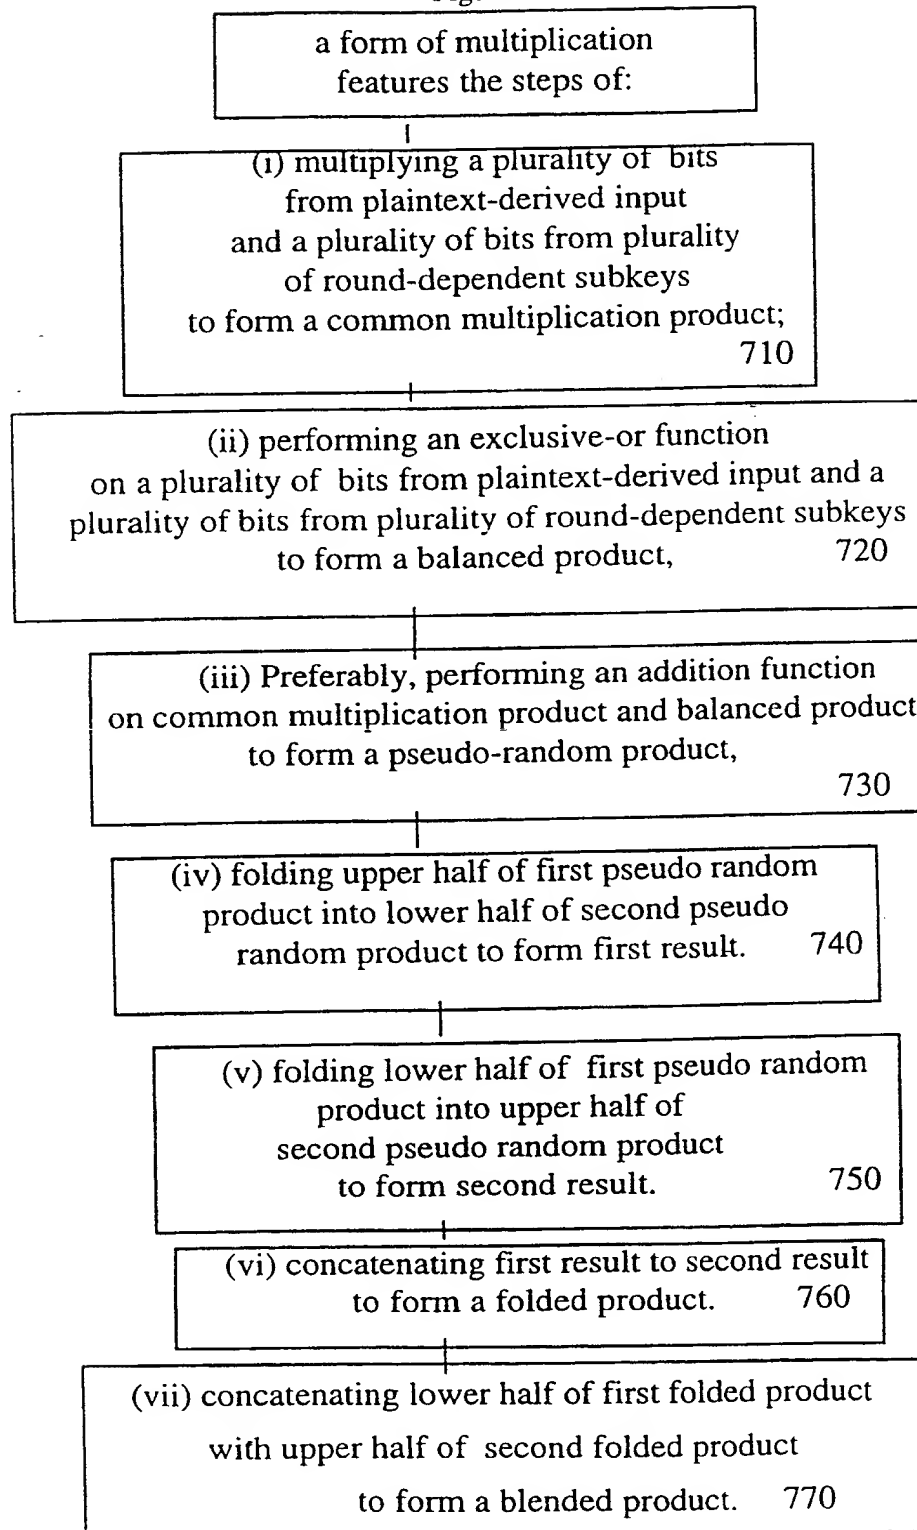 a form of multiplication
features the steps of:
(i) multiplying a plurality of bits
from plaintext-derived input
and a plurality of bits from plurality
of round-dependent subkeys
to form a common multiplication product;
710
(ii) performing an exclusive-or function
on a plurality of bits from plaintext-derived input and a
plurality of bits from plurality of round-dependent subkeys
to form a balanced product, 720
(iii) Preferably, performing an addition function
on common multiplication product and balanced product
to form a pseudo-random product,
730
(iv) folding upper half of first pseudo random
product into lower half of second pseudo
random product to form first result. 740
(v) folding lower half of first pseudo random
product into upper half of
second pseudo random product
to form second result. 750
(vi) concatenating first result to second result
to form a folded product. 760
(vii) concatenating lower half of first folded product
with upper half of second folded product
to form a blended product. 770